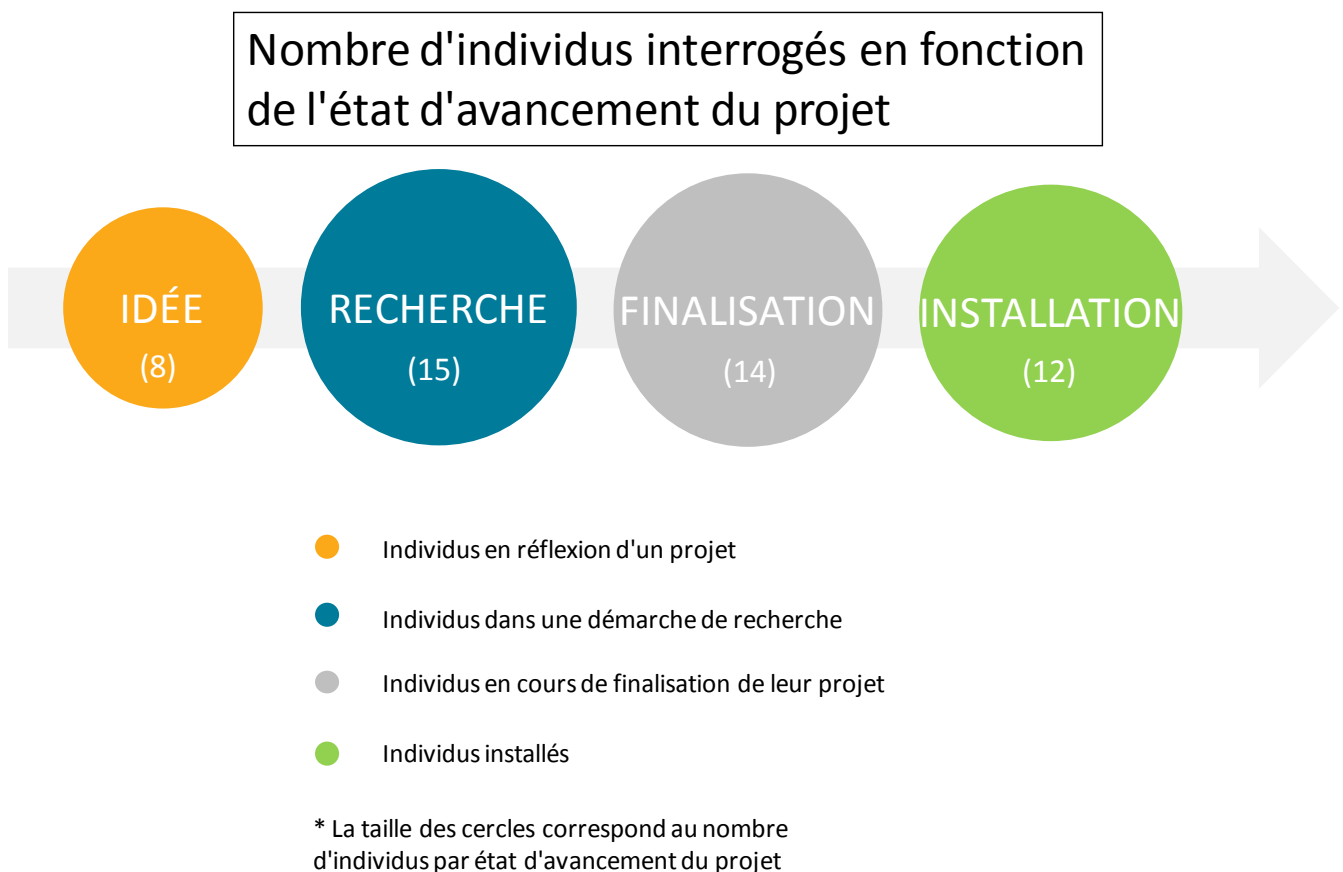 Nombre d'individus interrogés en fonction
de l'état d'avancement du projet
IDÉE
(8)
RECHERCHE
(15)
FINALISATION
(14)
INSTALLATION
(12)
Individus en réflexion d'un projet
Individus dans une démarche de recherche
Individus en cours de finalisation de leur projet
Individus installés
* La taille des cercles correspond au nombre
d'individus par état d'avancement du projet